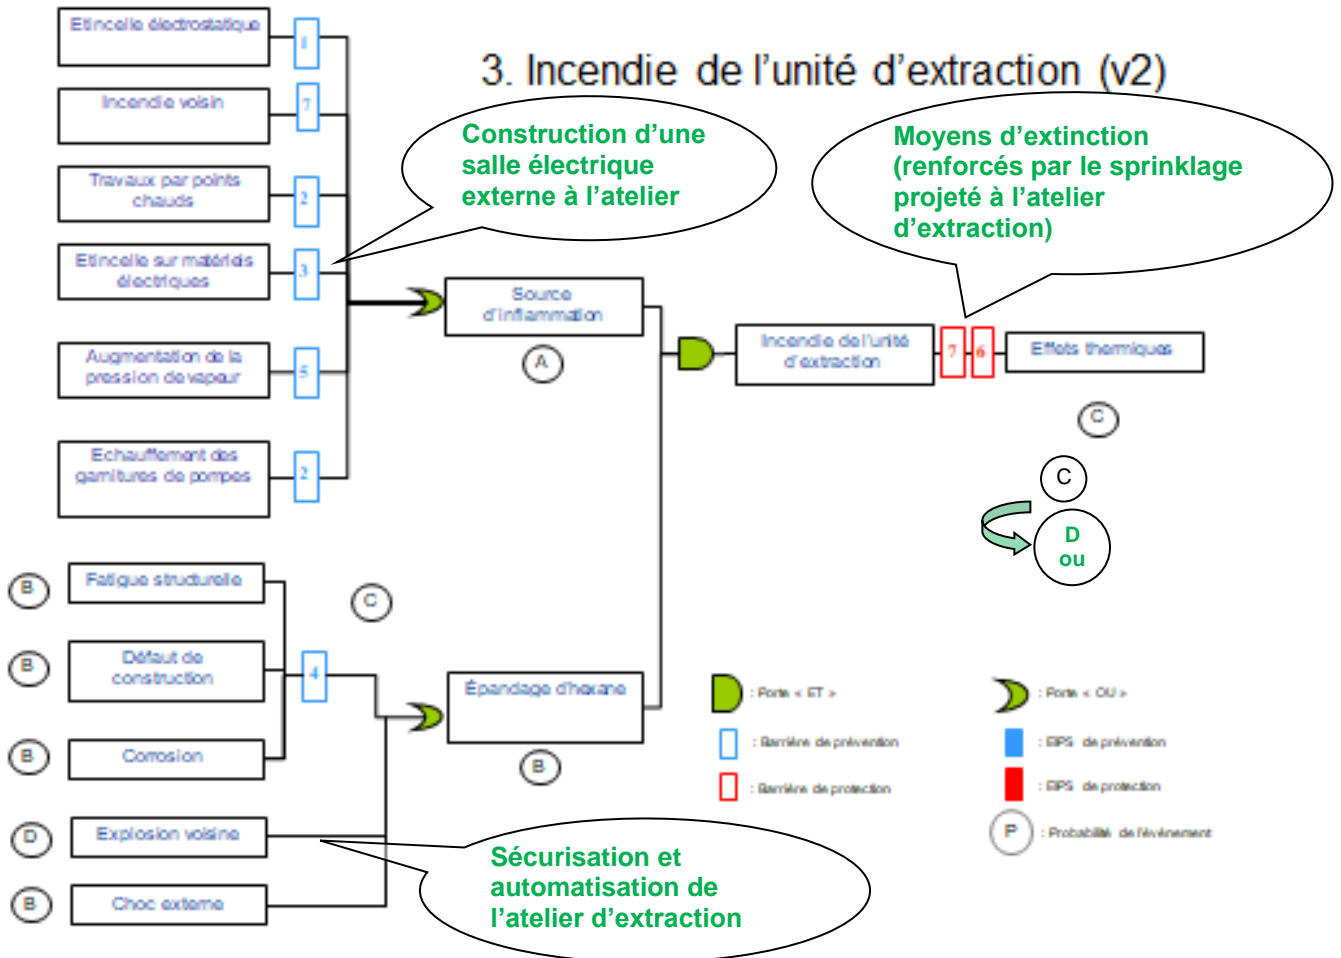 3. Incendie de l'unité d'extraction (v2)
Etincelle électrostatique
1
Incendie voisin
7
Travaux par points
chauds
2
Etincelle sur matériels
électriques
3
Augmentation de la
pression de vapeur
5
Echauffement des
garnitures de pompes
2
Construction d'une
salle électrique
externe à l'atelier
Moyens d'extinction
(renforcés par le sprinklage
projeté à l'atelier
d'extraction)
Source
d'inflammation
A
Incendie de l'unité
d'extraction
7
6
Effets thermiques
C
C
D
ou
B
Fatigue structurelle
C
B
Défaut de
construction
4
B
Corrosion
Épandage d'hexane
B
D
Explosion voisine
B
Choc externe
Sécurisation et
automatisation de
l'atelier d'extraction
: Porte « ET »
: Porte « OU »
: Barrière de prévention
: EIPS de prévention
: Barrière de protection
: EIPS de protection
P
: Probabilité de l'événement